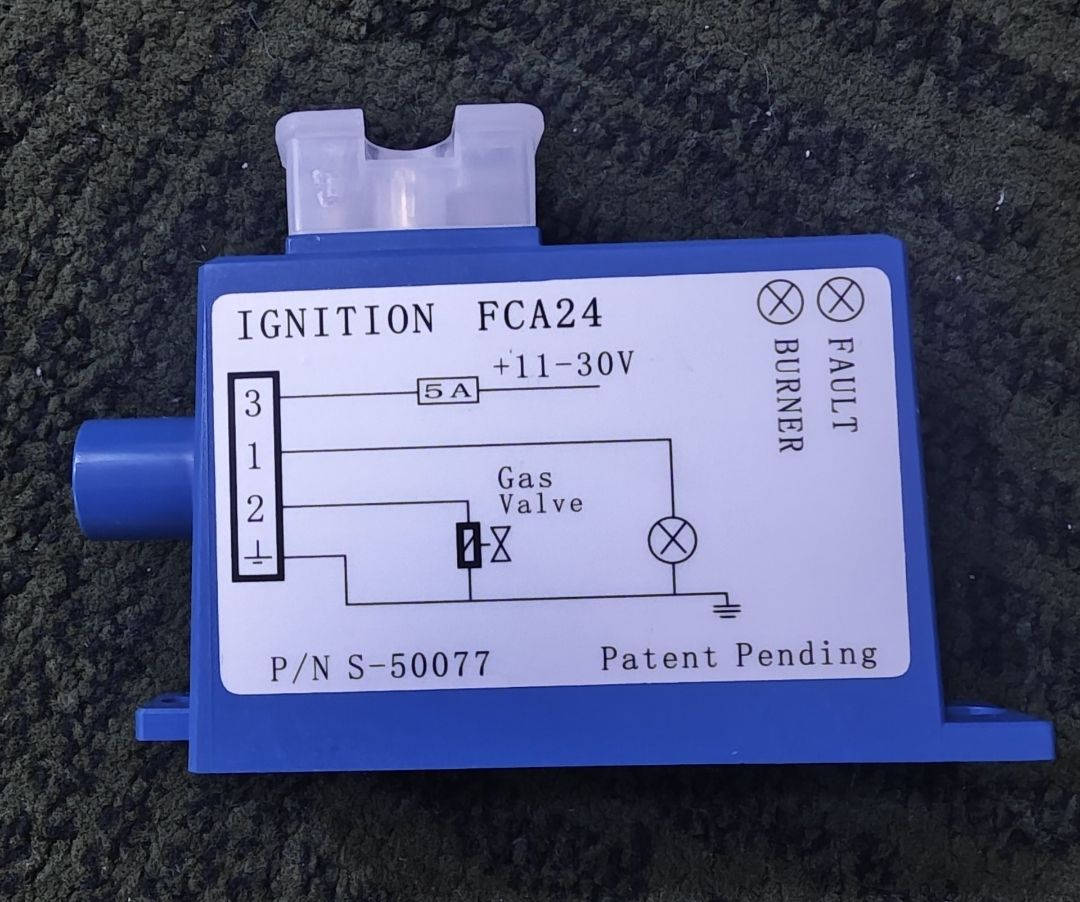 IGNITION FCA24
+11-30V
5A
3
1
2
Gas
Valve
BURNER
FAULT
P/N S-50077
Patent Pending